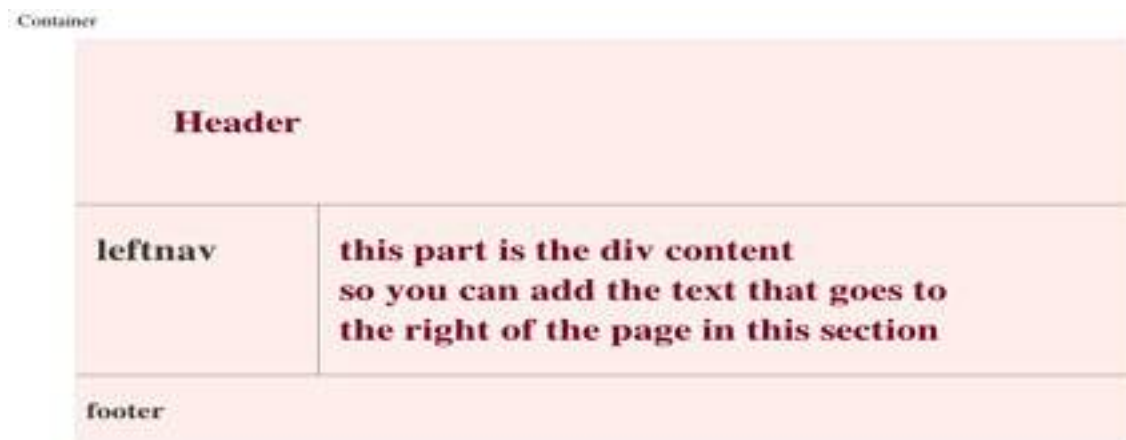 Container
Header
leftnav
this part is the div content
so you can add the text that goes to
the right of the page in this section
footer